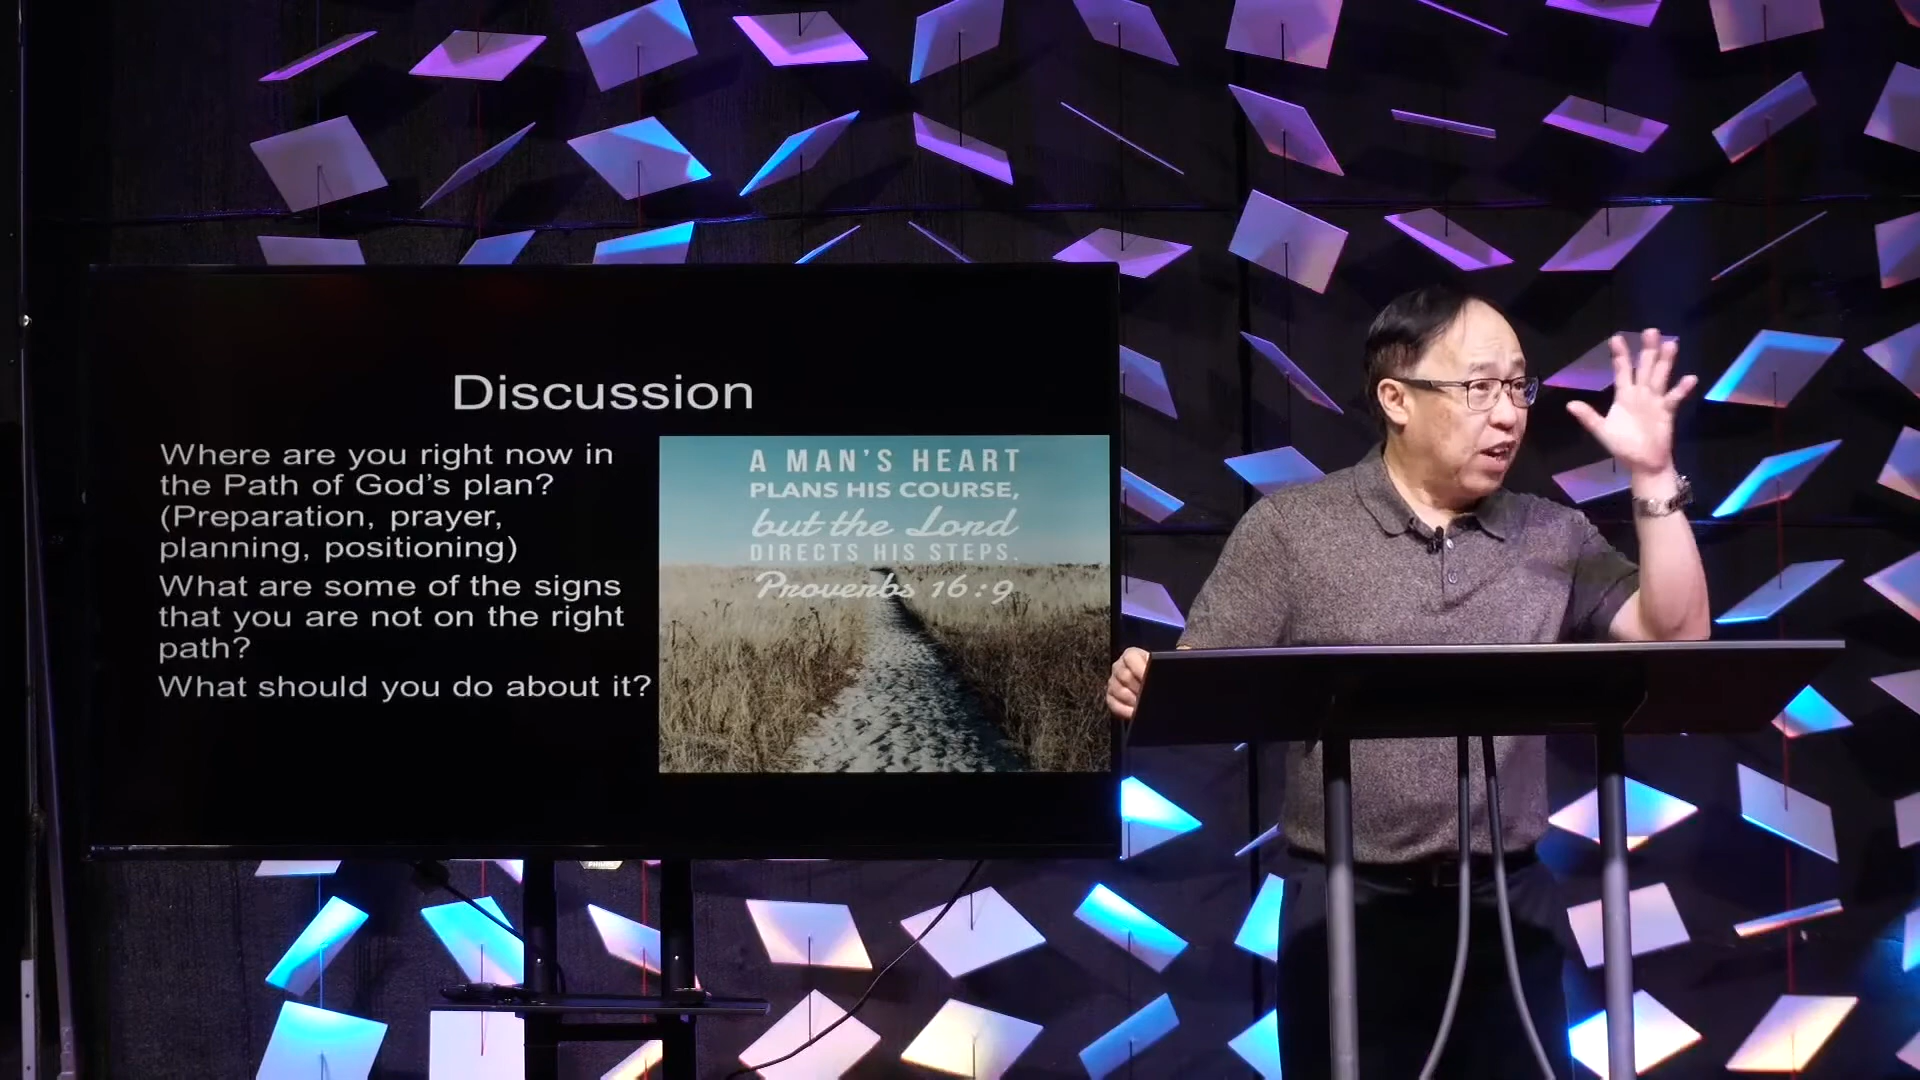 Discussion
Where are you right now in
the Path of God's plan?
(Preparation, prayer,
planning, positioning)
What are some of the signs
that you are not on the right
path?
What should you do about it?
A MAN'S HEART
PLANS HIS COURSE,
but the Lord
DIRECTS HIS STEPS.
Proverbs 16:9